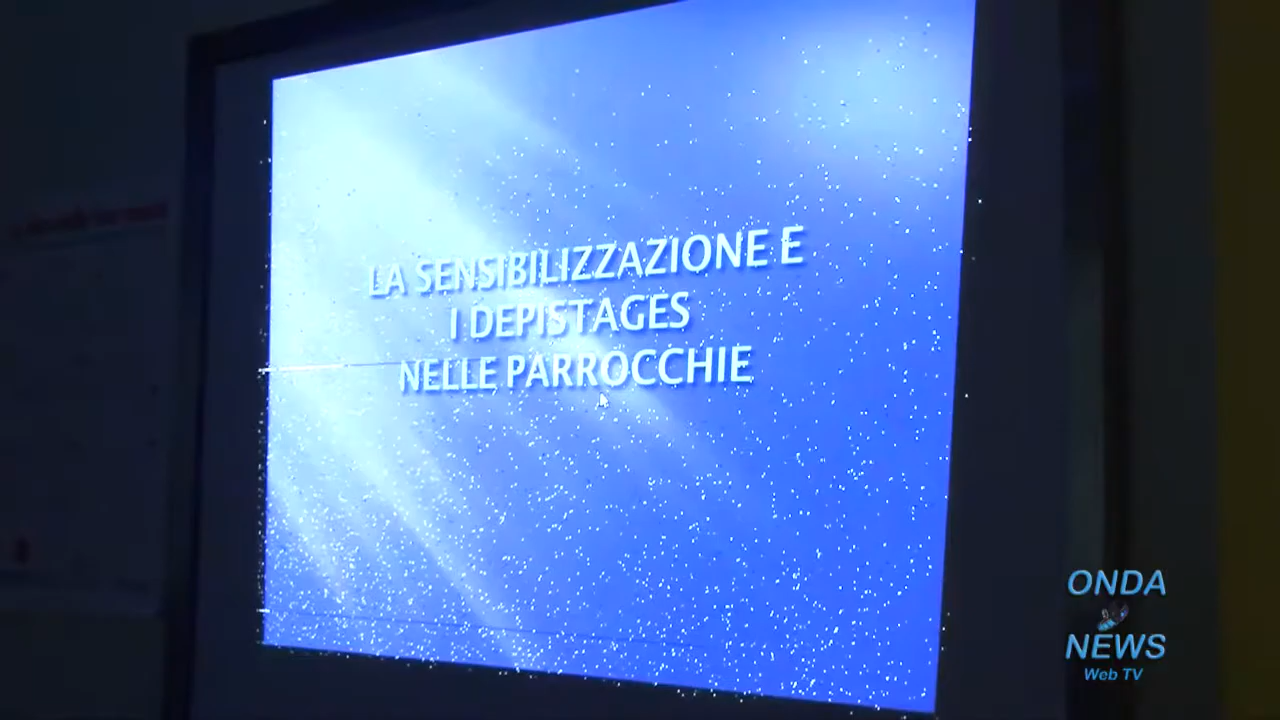 LA SENSIBILIZZAZIONE E
I DEPISTAGES
NELLE PARROCCHIE
ONDA
NEWS
Web TV